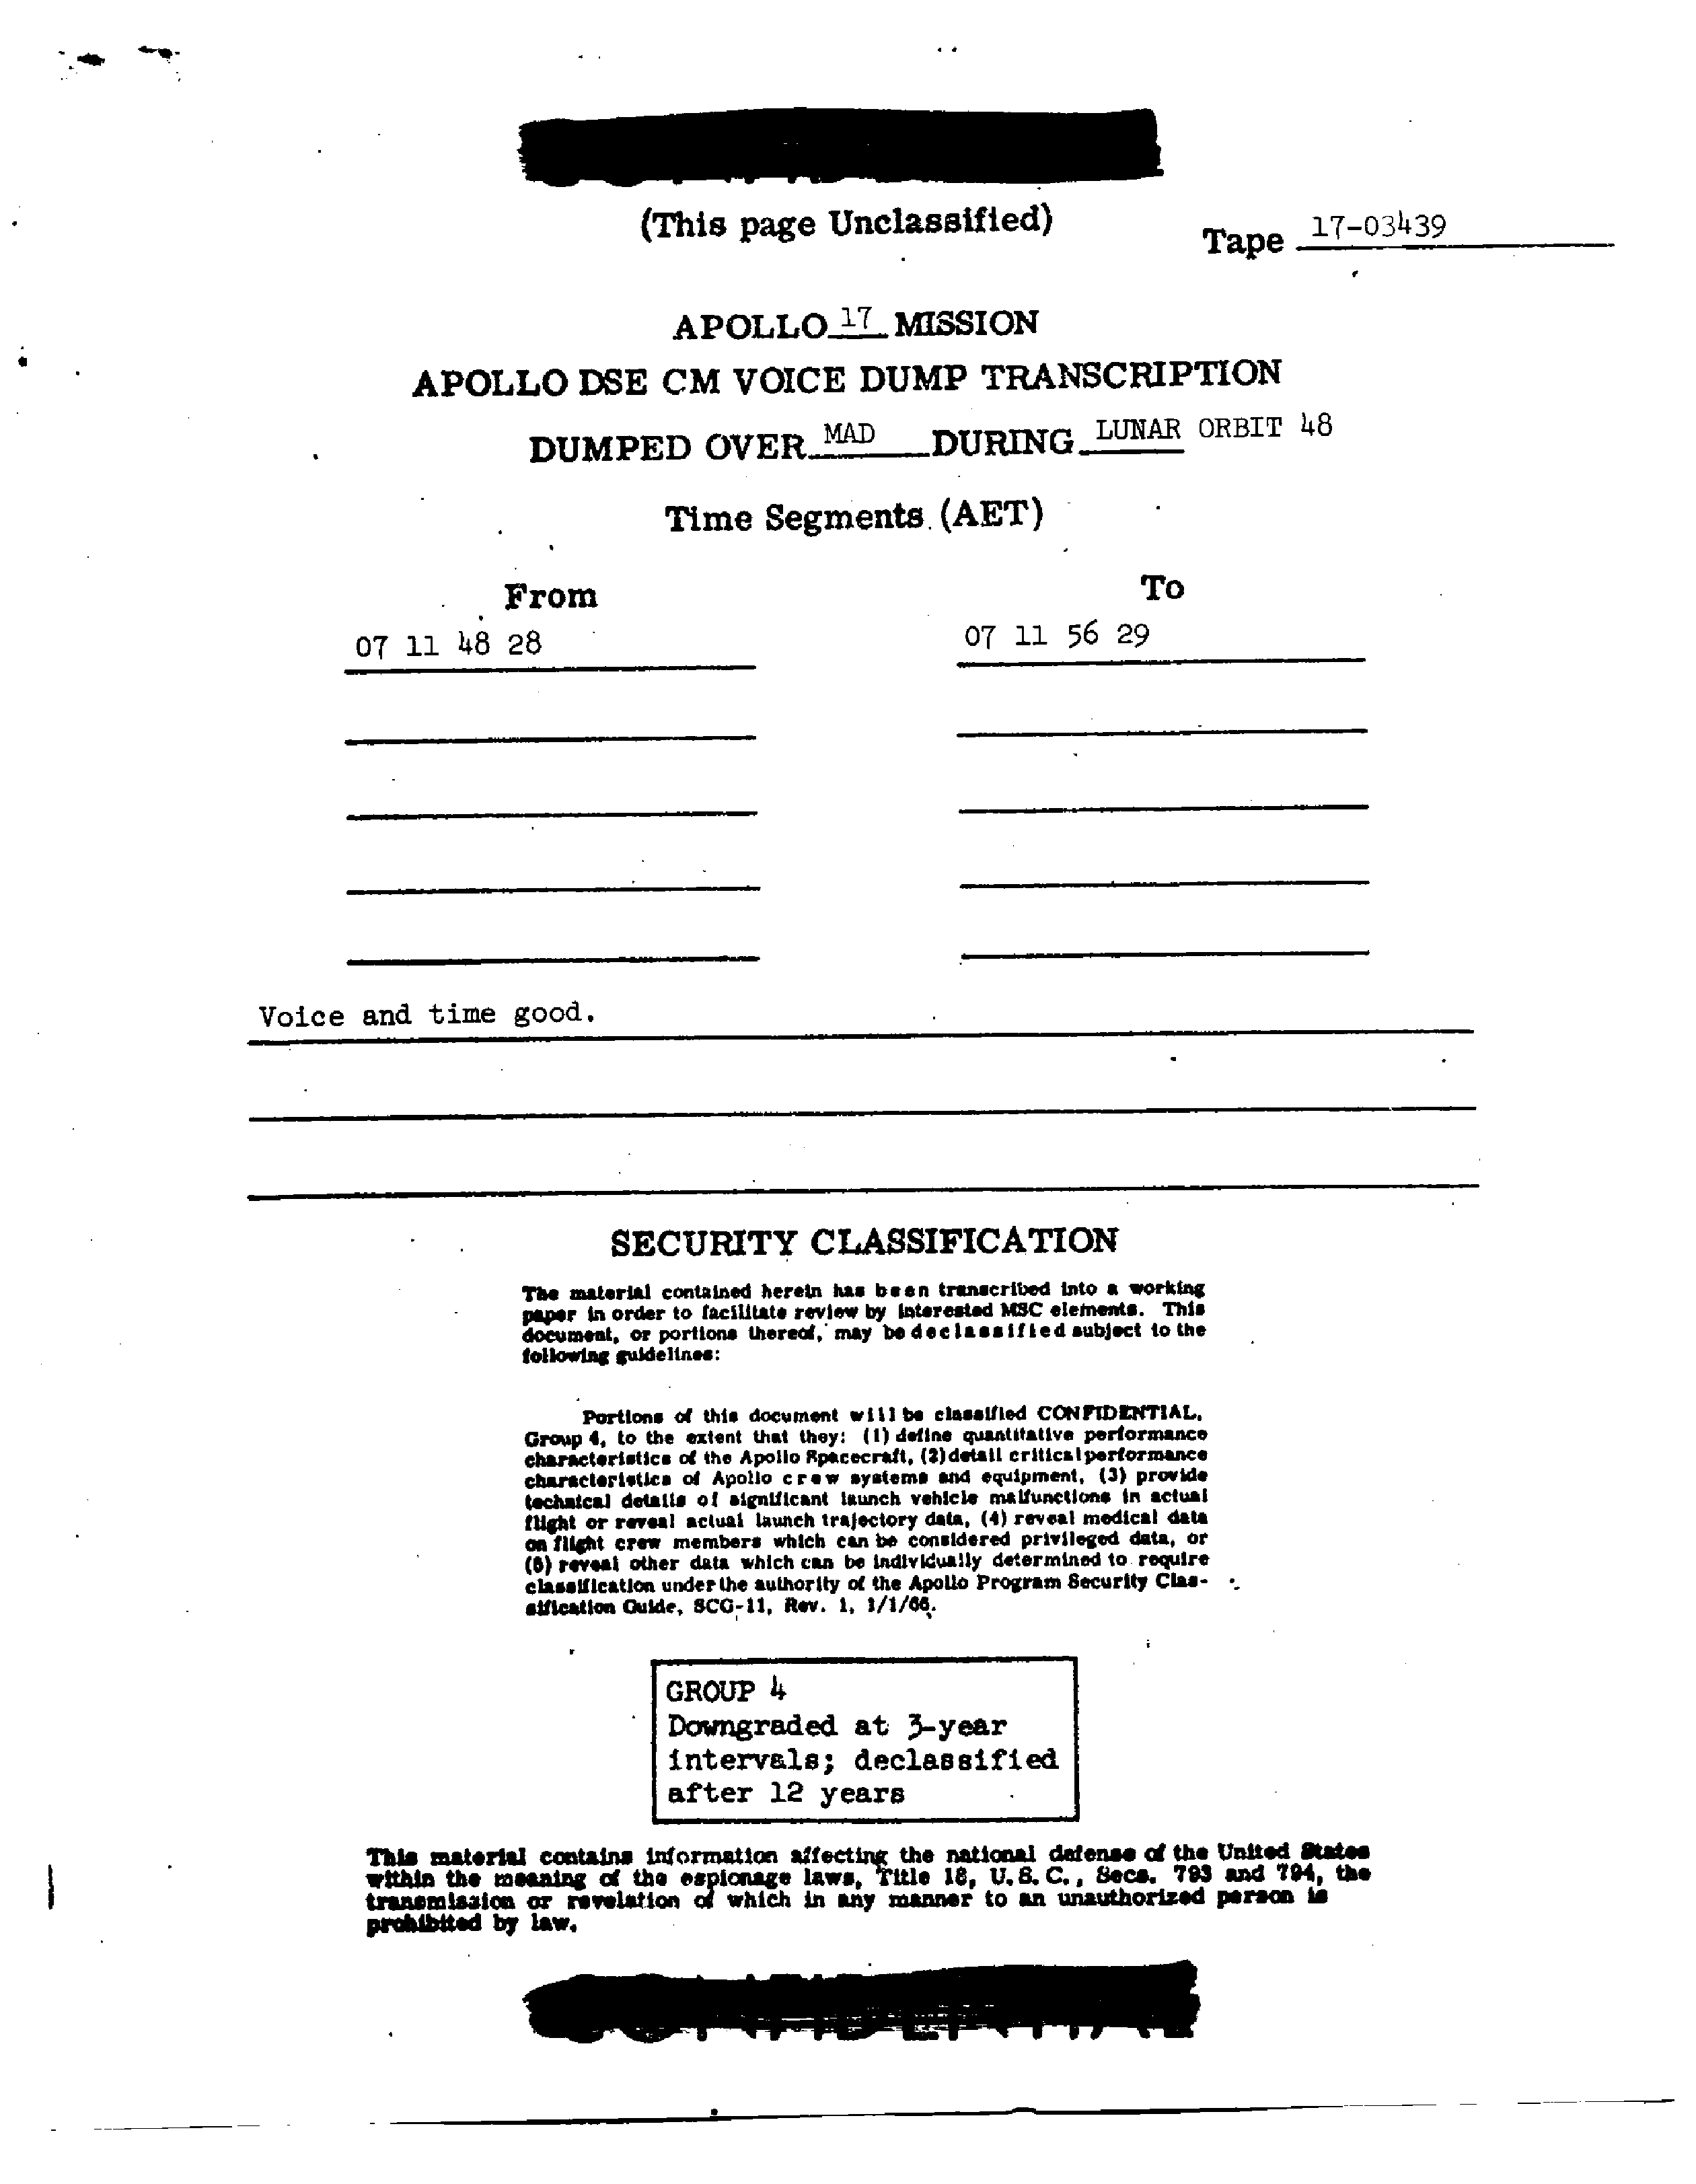 (This page Unclassified)
Tape 17-03439
APOLLO 17 MISSION
APOLLO DSE CM VOICE DUMP TRANSCRIPTION
DUMPED OVER MAD DURING LUNAR ORBIT 48
Time Segments (AET)
From To
07 11 48 28 07 11 56 29
Voice and time good.
SECURITY CLASSIFICATION
The material contained herein has been transcribed into a working
paper in order to facilitate review by interested MSC elements. This
document, or portions thereof, may be declassified subject to the
following guidelines:
Portions of this document will be classified CONFIDENTIAL,
Group 4, to the extent that they: (1) define quantitative performance
characteristics of the Apollo Spacecraft, (2) detail critical performance
characteristics of Apollo crew systems and equipment, (3) provide
technical details of significant launch vehicle malfunctions in actual
flight or reveal actual launch trajectory data, (4) reveal medical data
on flight crew members which can be considered privileged data, or
(5) reveal other data which can be individually determined to require
classification under the authority of the Apollo Program Security Clas-
sification Guide, SCG-11, Rev. 1, 1/1/66.
GROUP 4
Downgraded at 3-year
intervals; declassified
after 12 years
This material contains information affecting the national defense of the United States
within the meaning of the espionage laws, Title 18, U.S.C., Secs. 793 and 794, the
transmission or revelation of which in any manner to an unauthorized person is
prohibited by law.